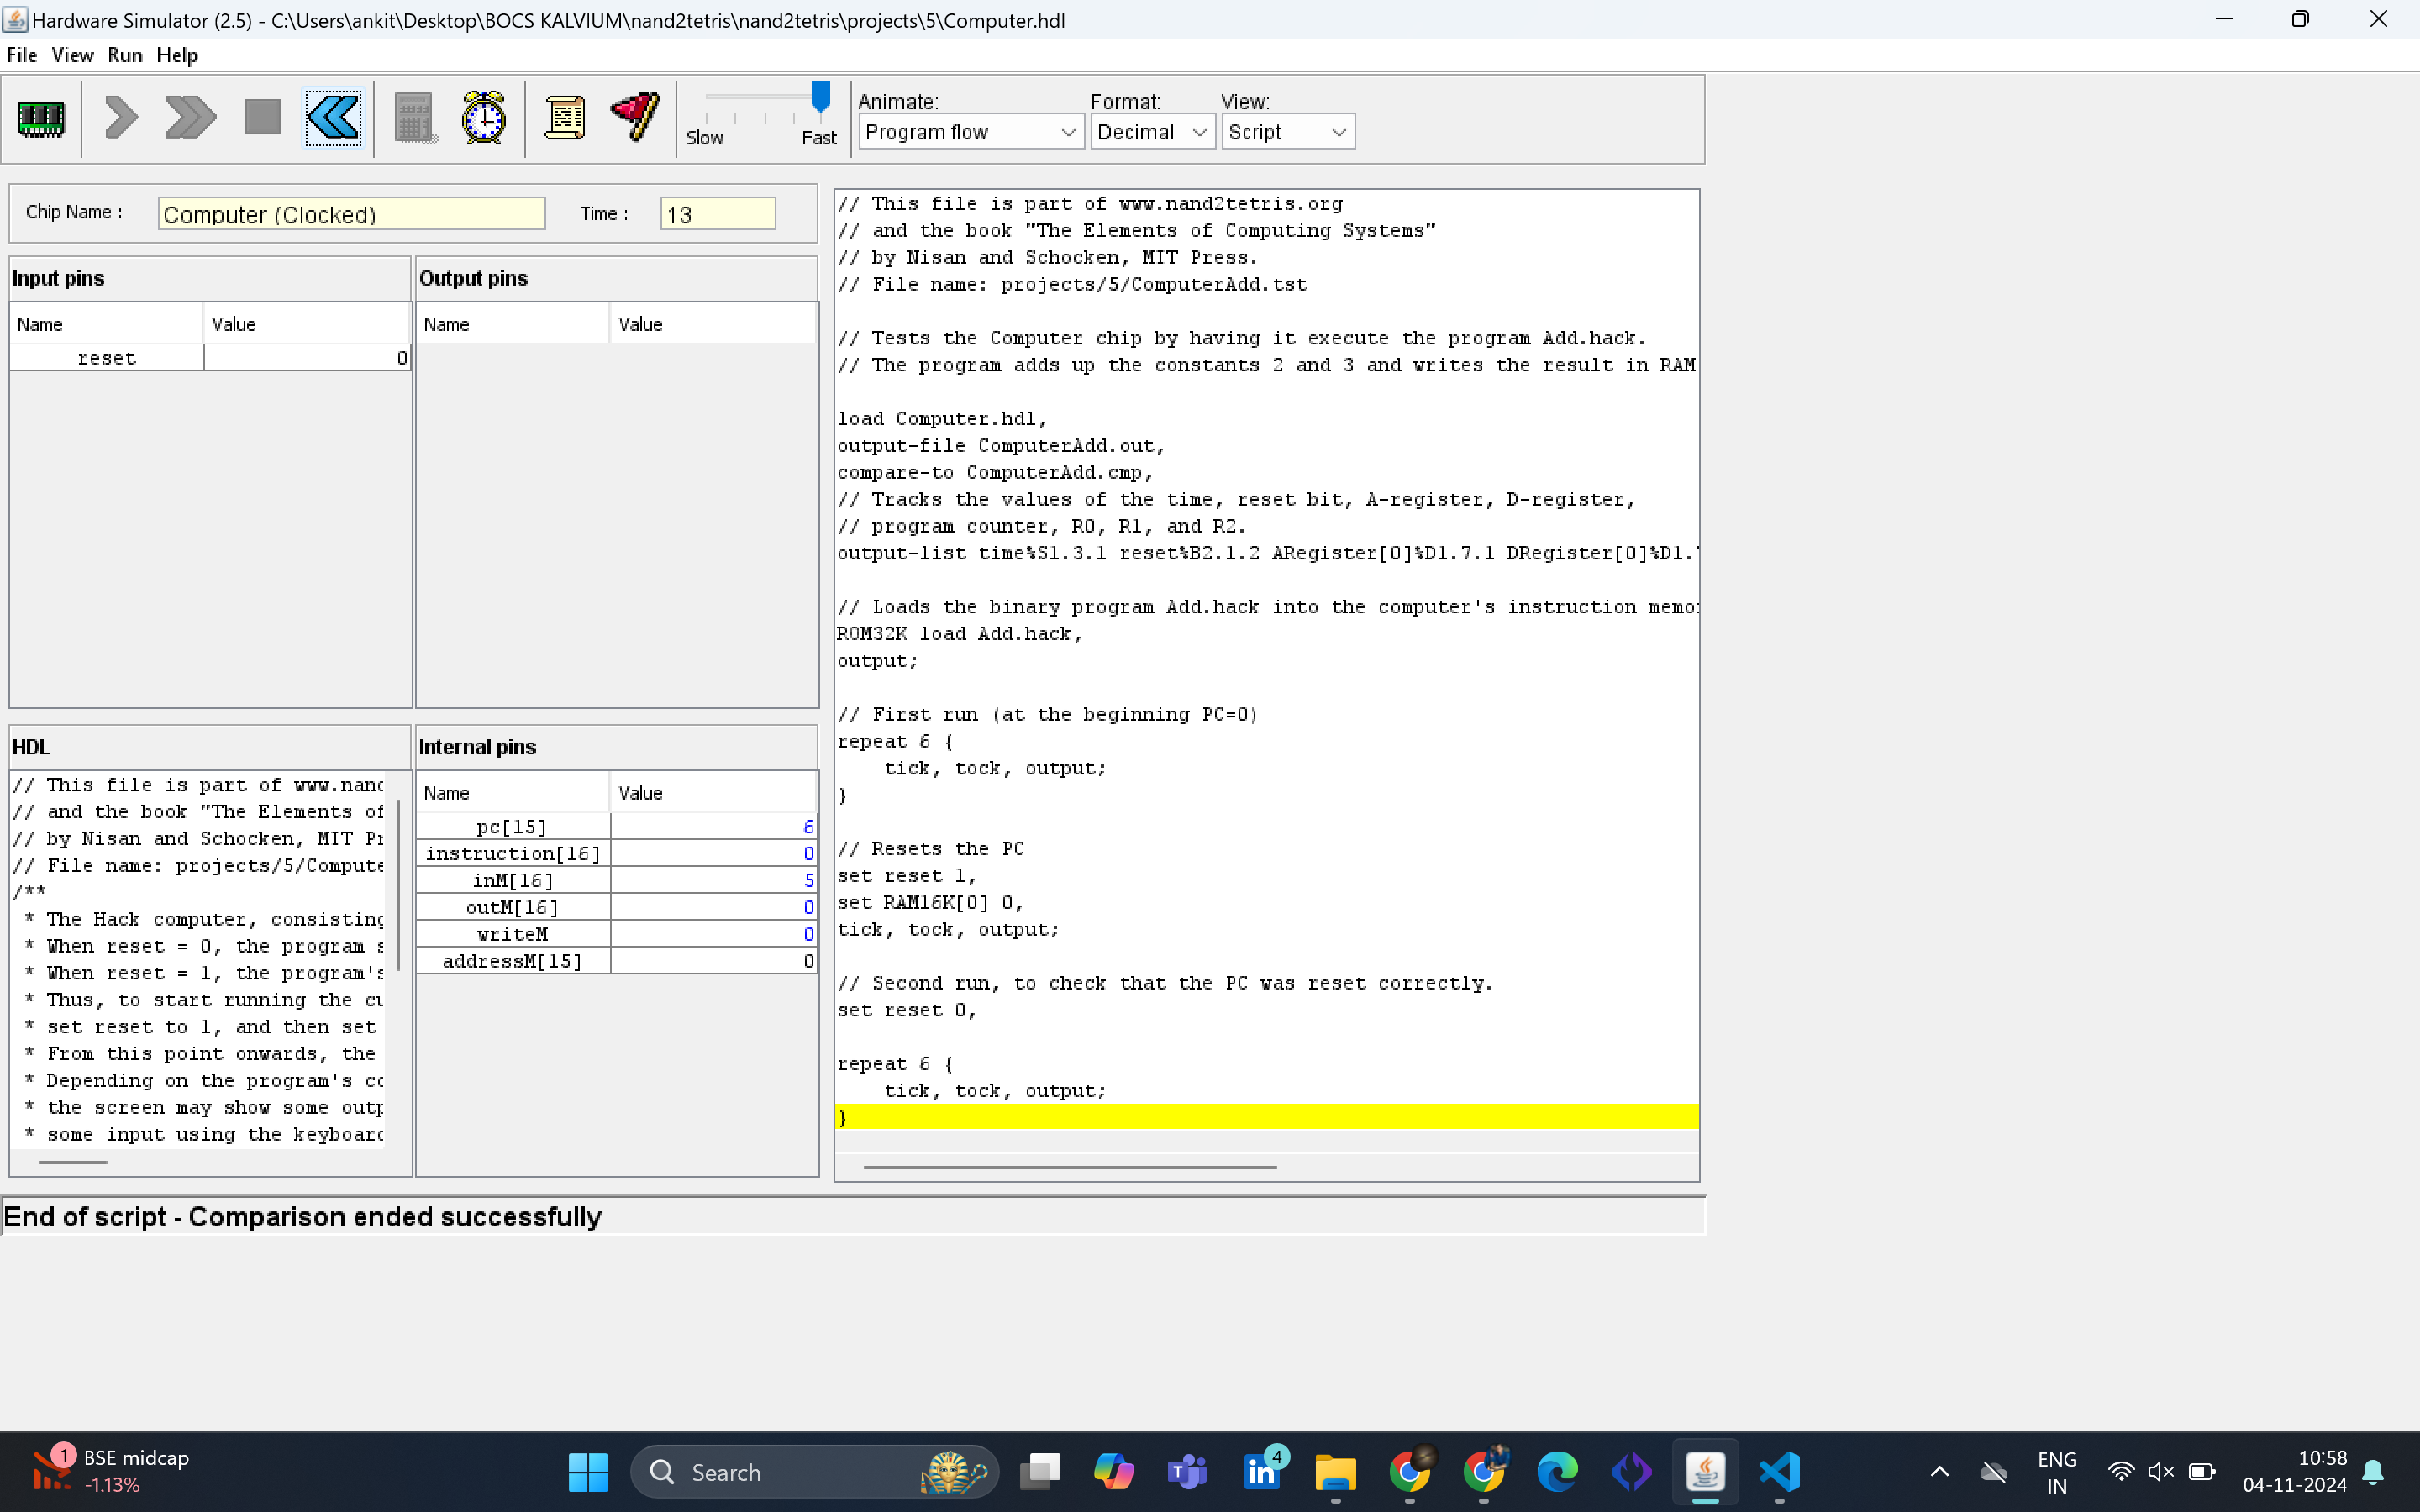 Hardware Simulator (2.5) - C:\Users\ankit\Desktop\BOCS KALVIUM\nand2tetris\nand2tetris\projects\5\Computer.hdl
File View Run Help
Slow Fast
Animate: Format: View:
Program flow Decimal Script
Chip Name : Computer (Clocked) Time : 13
Input pins
Name Value
reset 0
Output pins
Name Value
HDL
// This file is part of www.nand
// and the book "The Elements of
// by Nisan and Schocken, MIT Pr
// File name: projects/5/Compute
/**
* The Hack computer, consisting
* When reset = 0, the program s
* When reset = 1, the program's
* Thus, to start running the cu
* set reset to 1, and then set
* From this point onwards, the
* Depending on the program's co
* the screen may show some outp
* some input using the keyboard
Internal pins
Name Value
pc[15] 6
instruction[16] 0
inM[16] 5
outM[16] 0
writeM 0
addressM[15] 0
// This file is part of www.nand2tetris.org
// and the book "The Elements of Computing Systems"
// by Nisan and Schocken, MIT Press.
// File name: projects/5/ComputerAdd.tst
// Tests the Computer chip by having it execute the program Add.hack.
// The program adds up the constants 2 and 3 and writes the result in RAM
load Computer.hdl,
output-file ComputerAdd.out,
compare-to ComputerAdd.cmp,
// Tracks the values of the time, reset bit, A-register, D-register,
// program counter, R0, R1, and R2.
output-list time%S1.3.1 reset%B2.1.2 ARegister[0]%D1.7.1 DRegister[0]%D1.
// Loads the binary program Add.hack into the computer's instruction memo
ROM32K load Add.hack,
output;
// First run (at the beginning PC=0)
repeat 6 {
tick, tock, output;
}
// Resets the PC
set reset 1,
set RAM16K[0] 0,
tick, tock, output;
// Second run, to check that the PC was reset correctly.
set reset 0,
repeat 6 {
tick, tock, output;
}
End of script - Comparison ended successfully
1
BSE midcap
-1.13%
Search
4
ENG
IN
10:58
04-11-2024